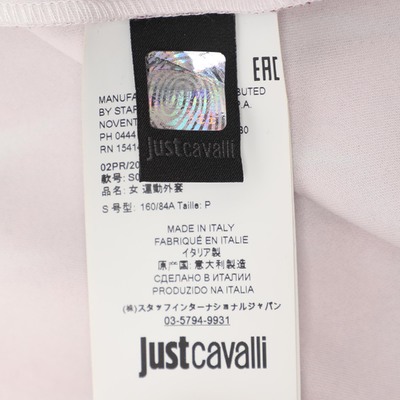 EAC
MANUFA BUTED
BY STAF
NOVENT
PH 0444 80
RN 15414
justcavalli
02PR/20
款号: S0
品名: 女 運動外套
S 号型: 160/84A Taille: P
MADE IN ITALY
FABRIQUÉ EN ITALIE
イタリア製
原产国: 意大利製造
СДЕЛАНО В ИТАЛИИ
PRODUZIDO NA ITALIA
(株)スタッフインターナショナルジャパン
03-5794-9931
justcavalli